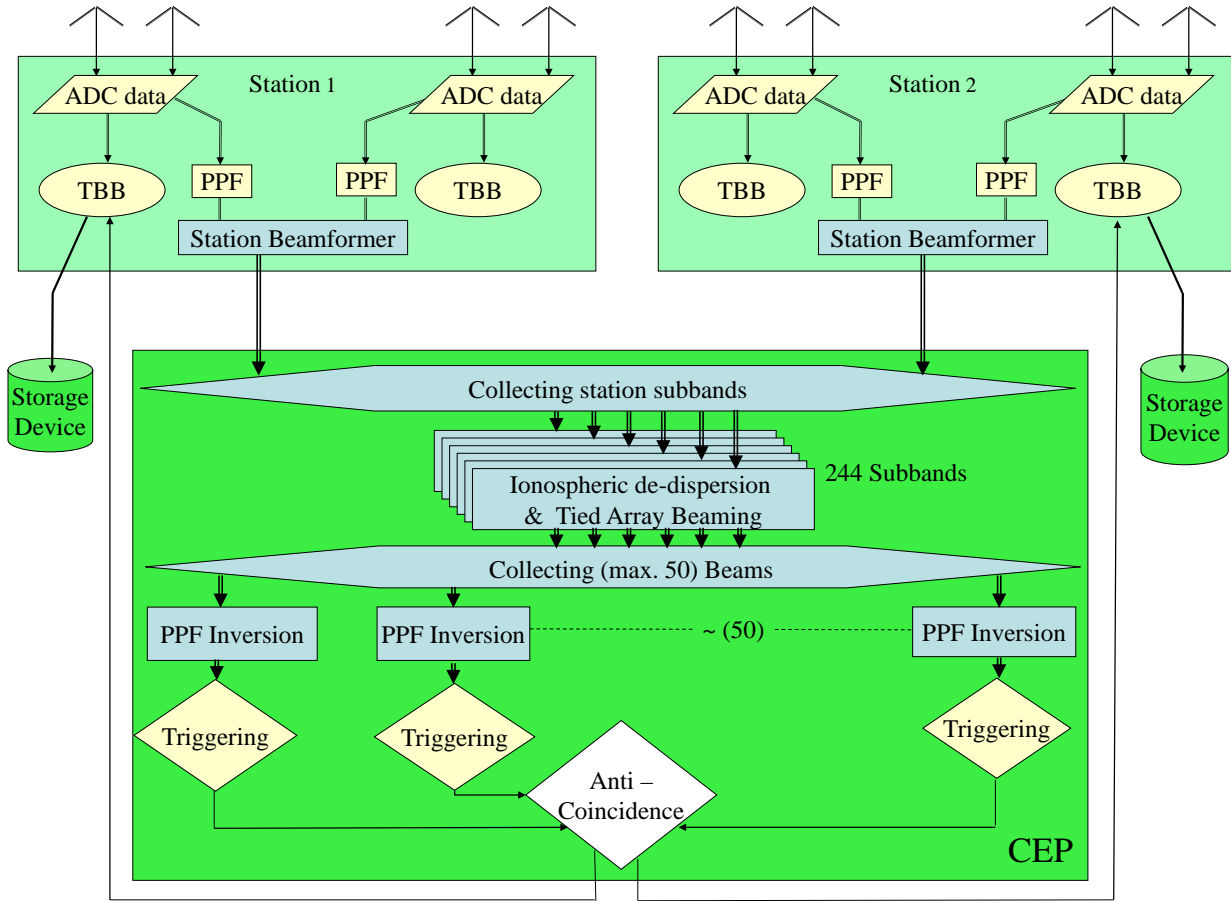 Station 1
Station 2
ADC data
ADC data
ADC data
ADC data
TBB
PPF
PPF
TBB
TBB
PPF
PPF
TBB
Station Beamformer
Station Beamformer
Storage
Device
Storage
Device
Collecting station subbands
244 Subbands
Ionospheric de-dispersion
& Tied Array Beaming
Collecting (max. 50) Beams
PPF Inversion
PPF Inversion
~ (50)
PPF Inversion
Triggering
Triggering
Triggering
Anti –
Coincidence
CEP